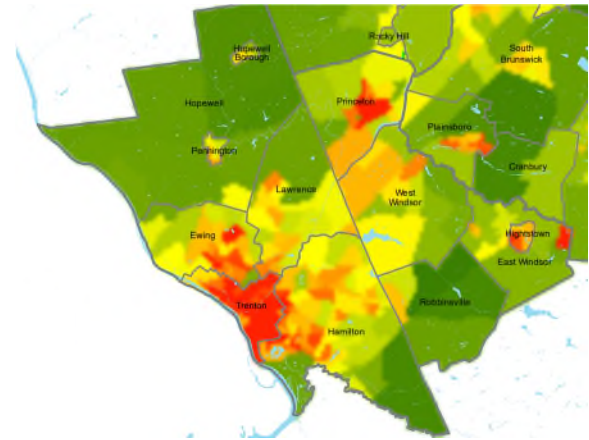 Rocky Hill
Hopewell
Borough
South
Brunswick
Hopewell
Princeton
Plainsboro
Pennington
Cranbury
Lawrence
West
Windsor
Ewing
Hightstown
East Windsor
Trenton
Robbinsville
Hamilton